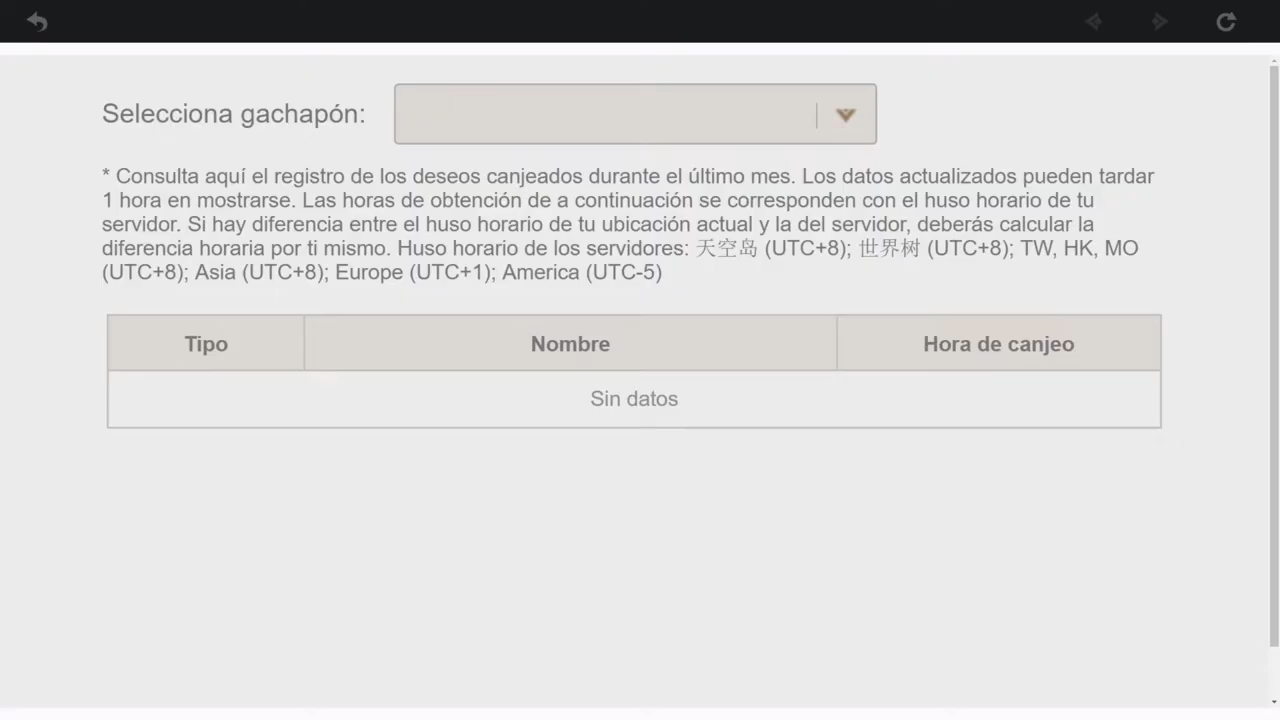 Selecciona gachapón:
* Consulta aquí el registro de los deseos canjeados durante el último mes. Los datos actualizados pueden tardar
1 hora en mostrarse. Las horas de obtención de a continuación se corresponden con el huso horario de tu
servidor. Si hay diferencia entre el huso horario de tu ubicación actual y la del servidor, deberás calcular la
diferencia horaria por ti mismo. Huso horario de los servidores: 天空岛 (UTC+8); 世界树 (UTC+8); TW, HK, MO
(UTC+8); Asia (UTC+8); Europe (UTC+1); America (UTC-5)
Tipo Nombre Hora de canjeo
Sin datos